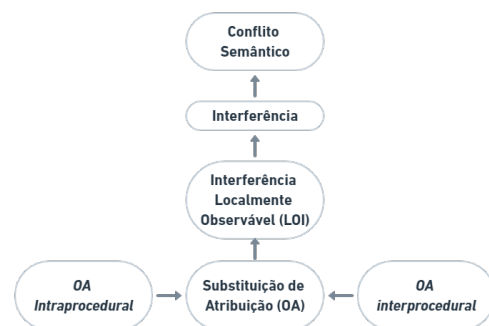 Conflito
Semântico
Interferência
Interferência
Localmente
Observável (LOI)
OA
Intraprocedural
Substituição de
Atribuição (OA)
OA
interprocedural